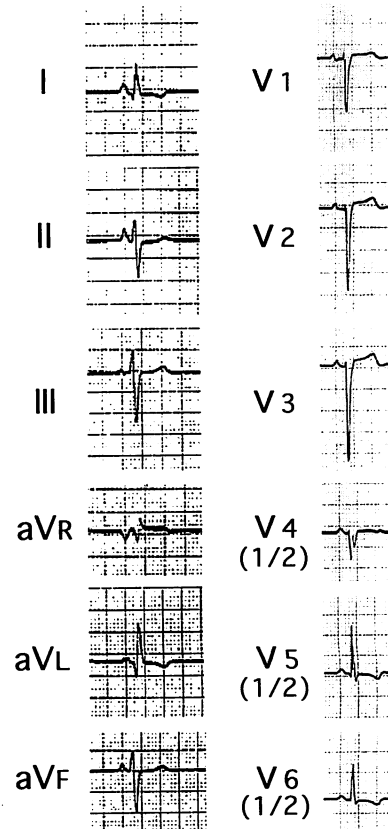 I
II
III
aVR
aVL
aVF
V1
V2
V3
V4
(1/2)
V5
(1/2)
V6
(1/2)